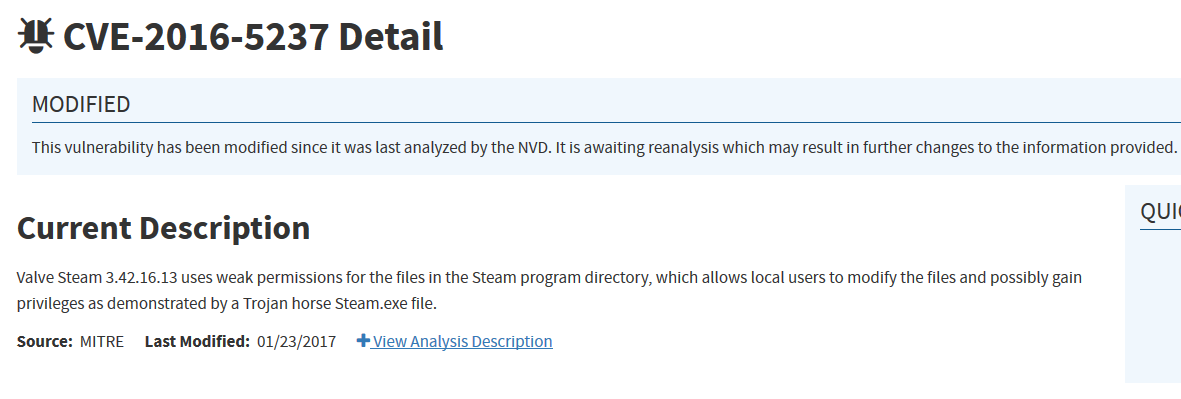 CVE-2016-5237 Detail
MODIFIED
This vulnerability has been modified since it was last analyzed by the NVD. It is awaiting reanalysis which may result in further changes to the information provided.
Current Description
QUI
Valve Steam 3.42.16.13 uses weak permissions for the files in the Steam program directory, which allows local users to modify the files and possibly gain
privileges as demonstrated by a Trojan horse Steam.exe file.
Source: MITRE Last Modified: 01/23/2017 +View Analysis Description